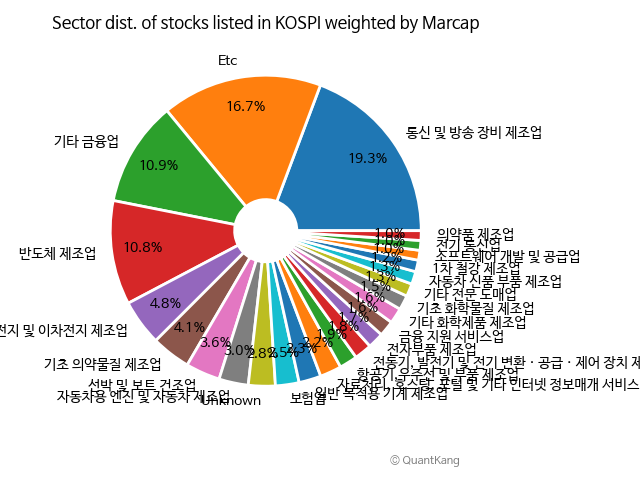 Sector dist. of stocks listed in KOSPI weighted by Marcap
Etc
16.7%
통신 및 방송 장비 제조업
19.3%
기타 금융업
10.9%
반도체 제조업
10.8%
전지 및 이차전지 제조업
4.8%
기초 의약물질 제조업
4.1%
선박 및 보트 건조업
3.6%
자동차용 엔진 및 자동차 제조업
3.0%
Unknown
2.8%
보험업
2.5%
일반 목적용 기계 제조업
2.3%
자료처리, 호스팅, 포털 및 기타 인터넷 정보매개 서비스
2.2%
항공기,우주선 및 부품 제조업
1.9%
전동기, 발전기 및 전기 변환 · 공급 · 제어 장치 제
1.8%
전자부품 제조업
1.7%
금융 지원 서비스업
1.6%
기타 화학제품 제조업
1.6%
기초 화학물질 제조업
1.5%
기타 전문 도매업
1.3%
자동차 신품 부품 제조업
1.3%
1차 철강 제조업
1.2%
소프트웨어 개발 및 공급업
1.0%
전기 통신업
1.0%
의약품 제조업
1.0%
© QuantKang